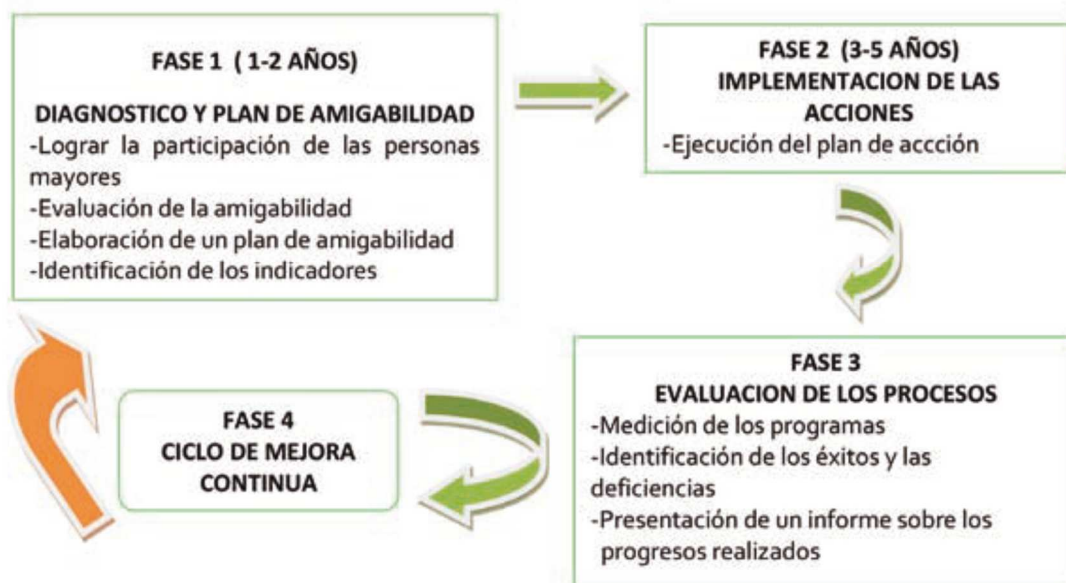 FASE 1 ( 1-2 AÑOS)
DIAGNOSTICO Y PLAN DE AMIGABILIDAD
-Lograr la participación de las personas
mayores
-Evaluación de la amigabilidad
-Elaboración de un plan de amigabilidad
-Identificación de los indicadores
FASE 2 (3-5 AÑOS)
IMPLEMENTACION DE LAS
ACCIONES
-Ejecución del plan de accción
FASE 3
EVALUACION DE LOS PROCESOS
-Medición de los programas
-Identificación de los éxitos y las
deficiencias
-Presentación de un informe sobre los
progresos realizados
FASE 4
CICLO DE MEJORA
CONTINUA